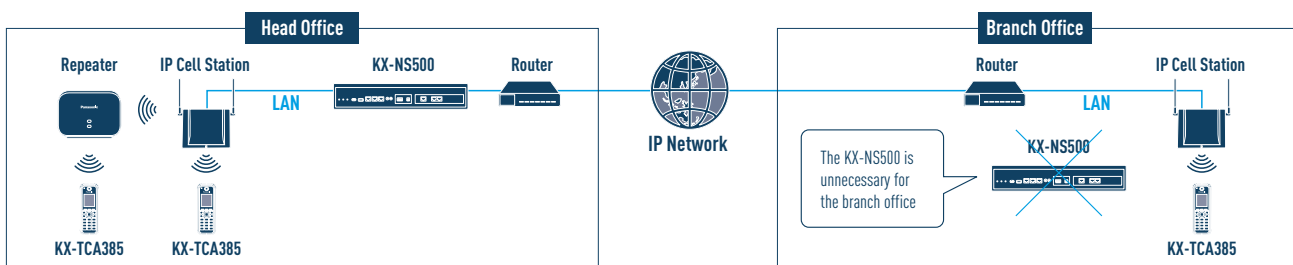 Head Office
Repeater
IP Cell Station
KX-NS500
Router
LAN
Panasonic
KX-TCA385
KX-TCA385
IP Network
Branch Office
Router
IP Cell Station
LAN
The KX-NS500 is
unnecessary for
the branch office
KX-NS500
KX-TCA385